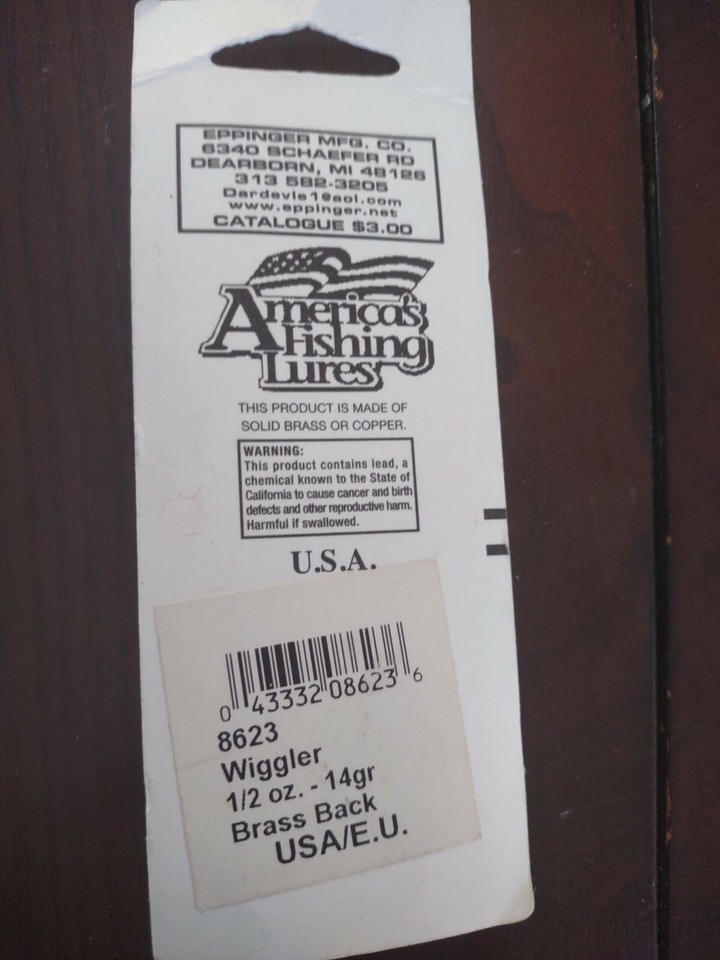 EPPINGER MFG. CO.
6340 SCHAEFER RD
DEARBORN, MI 48126
313 582-3205
Dardevle1@aol.com
www.eppinger.net
CATALOGUE $3.00
America's
Fishing
Lures
THIS PRODUCT IS MADE OF
SOLID BRASS OR COPPER.
WARNING:
This product contains lead, a
chemical known to the State of
California to cause cancer and birth
defects and other reproductive harm.
Harmful if swallowed.
U.S.A.
0 43332 08623 6
8623
Wiggler
1/2 oz. - 14gr
Brass Back
USA/E.U.